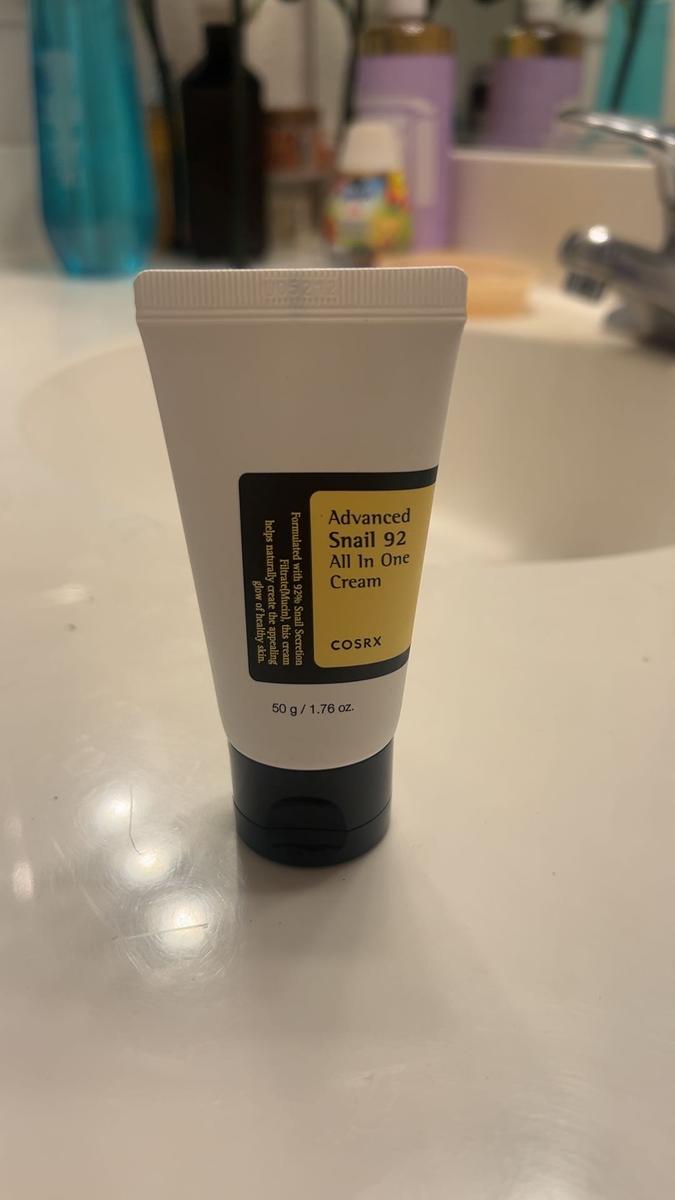 Advanced
Snail 92
All In One
Cream
COSRX
Formulated with 92% Snail Secretion
Filtrate(Mucin), this cream
helps naturally create the appealing
glow of healthy skin.
50 g / 1.76 oz.